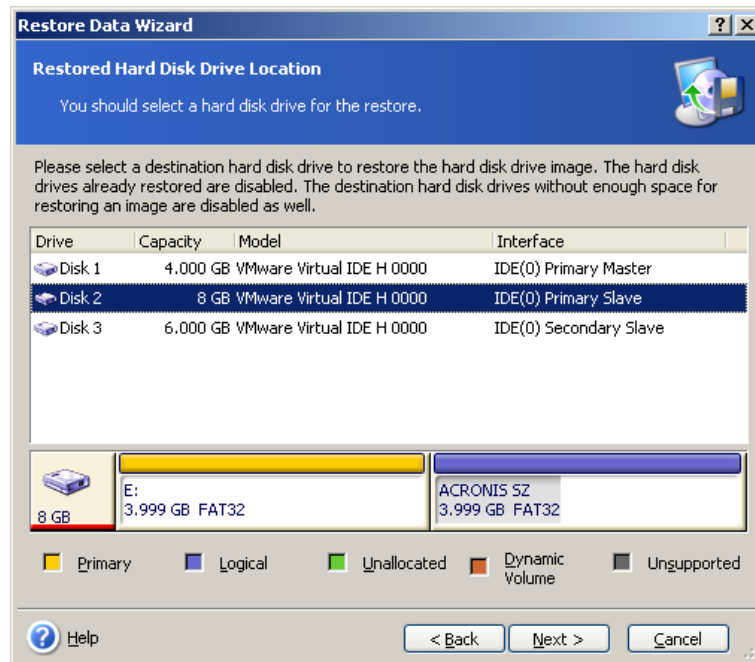 Restore Data Wizard
Restored Hard Disk Drive Location
You should select a hard disk drive for the restore.
Please select a destination hard disk drive to restore the hard disk drive image. The hard disk
drives already restored are disabled. The destination hard disk drives without enough space for
restoring an image are disabled as well.
Drive Capacity Model Interface
Disk 1 4.000 GB VMware Virtual IDE H 0000 IDE(0) Primary Master
Disk 2 8 GB VMware Virtual IDE H 0000 IDE(0) Primary Slave
Disk 3 6.000 GB VMware Virtual IDE H 0000 IDE(0) Secondary Slave
8 GB
E:
3.999 GB FAT32
ACRONIS SZ
3.999 GB FAT32
Primary Logical Unallocated Dynamic Volume Unsupported
Help < Back Next > Cancel